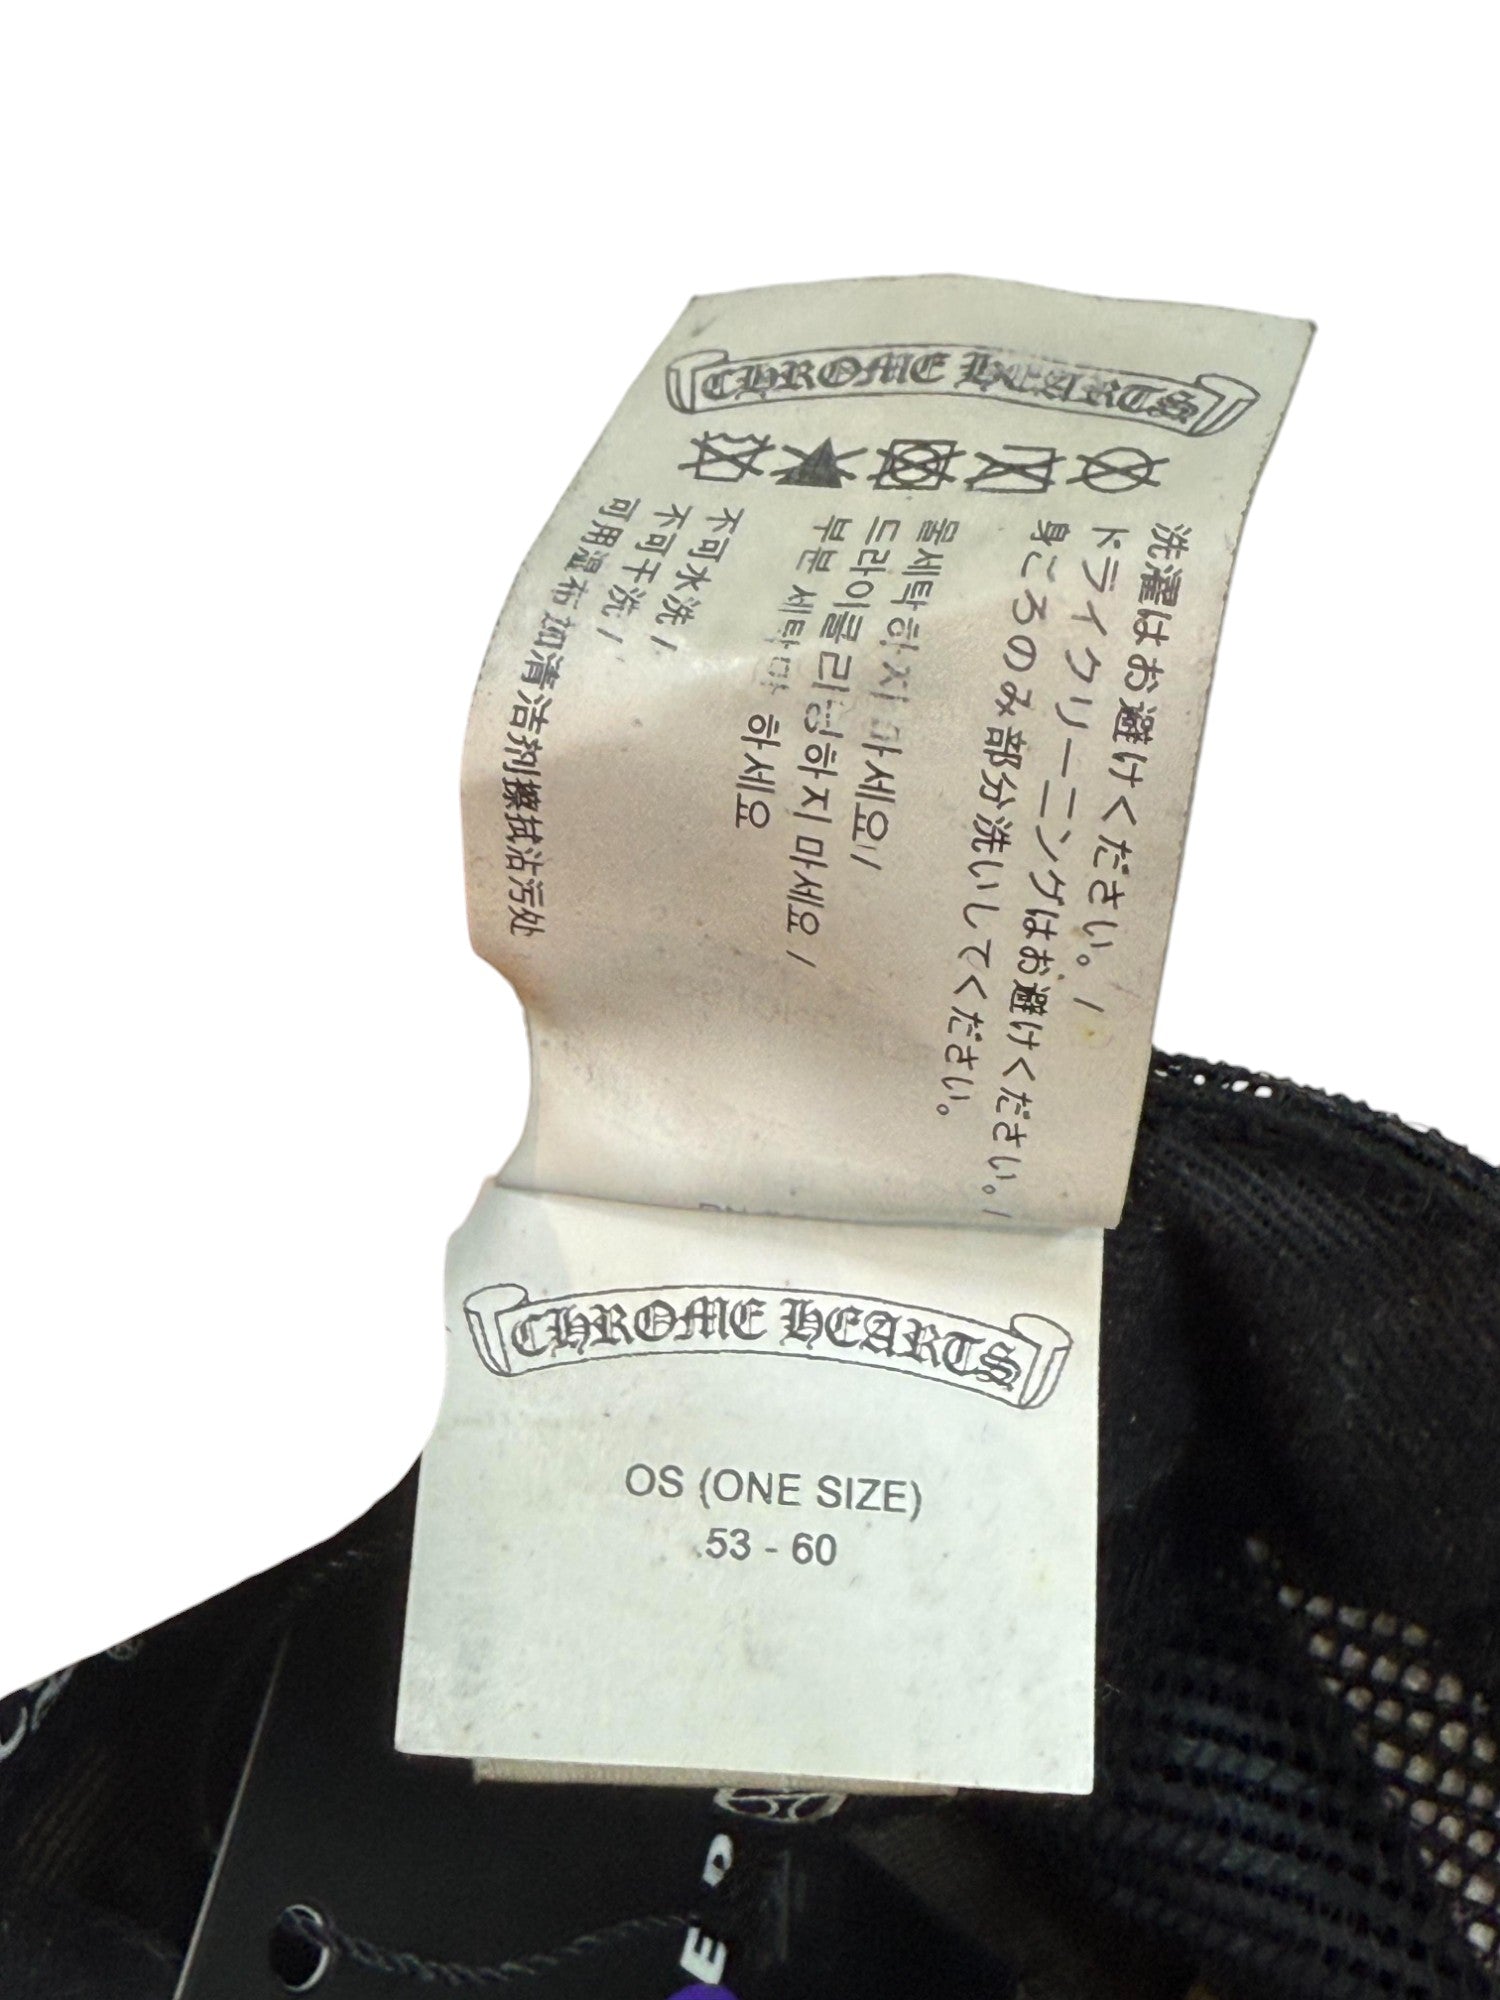 CHROME HEARTS
洗濯はお避けください。/
ドライクリーニングはお避けください。/
身ごろのみ部分洗いしてください。
물세탁하지 마세요/
드라이클리닝하지 마세요 /
부분 세탁만 하세요
不可水洗 /
不可干洗 /
可用湿布加清洁剂擦拭沾污处
CHROME HEARTS
OS (ONE SIZE)
53 - 60